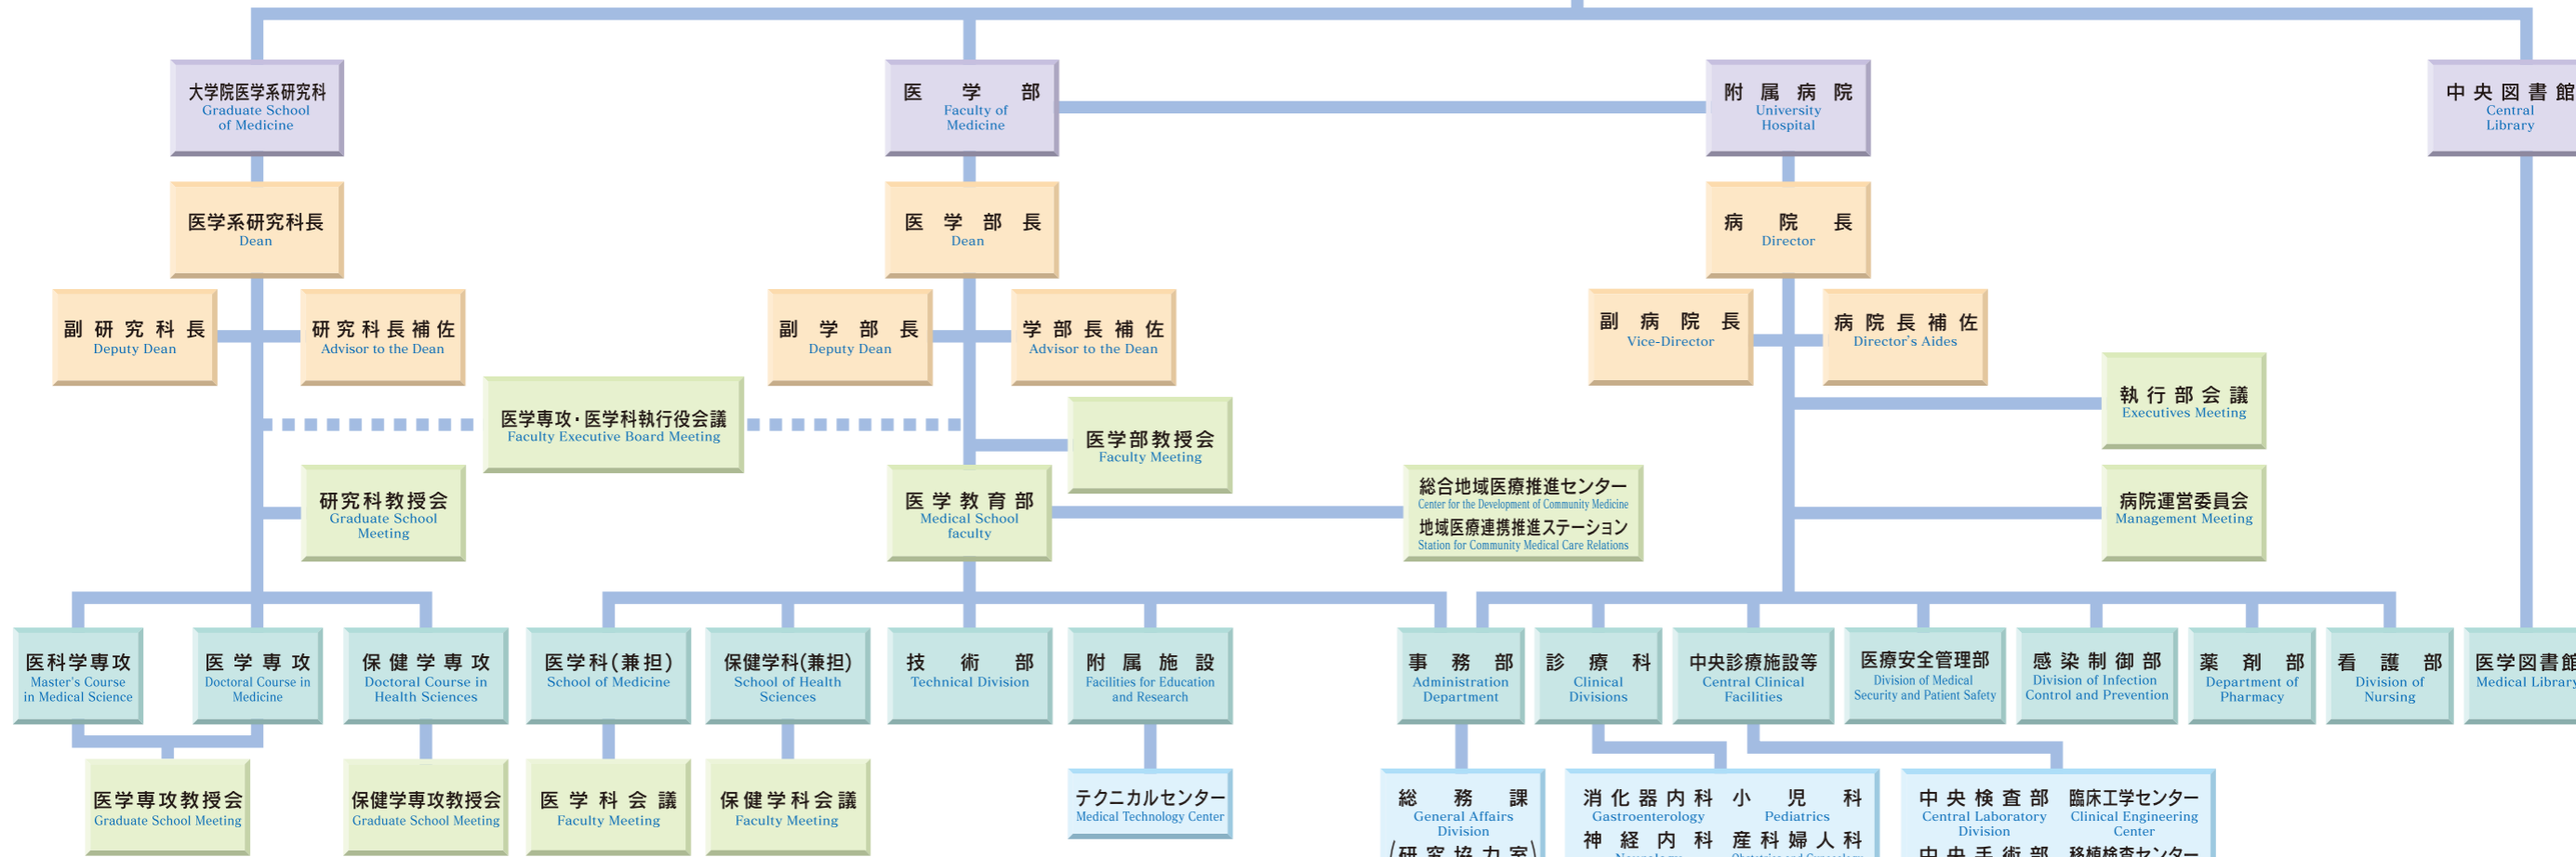 大学院医学系研究科
Graduate School
of Medicine
医学部
Faculty of
Medicine
附属病院
University
Hospital
中央図書館
Central
Library
医学系研究科長
Dean
医学部長
Dean
病院長
Director
副研究科長
Deputy Dean
研究科長補佐
Advisor to the Dean
副学部長
Deputy Dean
学部長補佐
Advisor to the Dean
副病院長
Vice-Director
病院長補佐
Director's Aides
医学専攻・医学科執行役会議
Faculty Executive Board Meeting
医学部教授会
Faculty Meeting
執行部会議
Executives Meeting
研究科教授会
Graduate School
Meeting
医学教育部
Medical School
faculty
総合地域医療推進センター
Center for the Development of Community Medicine
地域医療連携推進ステーション
Station for Community Medical Care Relations
病院運営委員会
Management Meeting
医科学専攻
Master's Course
in Medical Science
医学専攻
Doctoral Course in
Medicine
保健学専攻
Doctoral Course in
Health Sciences
医学科(兼担)
School of Medicine
保健学科(兼担)
School of Health
Sciences
技術部
Technical Division
附属施設
Facilities for Education
and Research
事務部
Administration
Department
診療科
Clinical
Divisions
中央診療施設等
Central Clinical
Facilities
医療安全管理部
Division of Medical
Security and Patient Safety
感染制御部
Division of Infection
Control and Prevention
薬剤部
Department of
Pharmacy
看護部
Division of
Nursing
医学図書館
Medical Library
医学専攻教授会
Graduate School Meeting
保健学専攻教授会
Graduate School Meeting
医学科会議
Faculty Meeting
保健学科会議
Faculty Meeting
テクニカルセンター
Medical Technology Center
総務課
General Affairs
Division
(研究協力室)
消化器内科 小児科
Gastroenterology Pediatrics
神経内科 産科婦人科
中央検査部 臨床工学センター
Central Laboratory Clinical Engineering
Division Center
中央手術部 移植検査センター